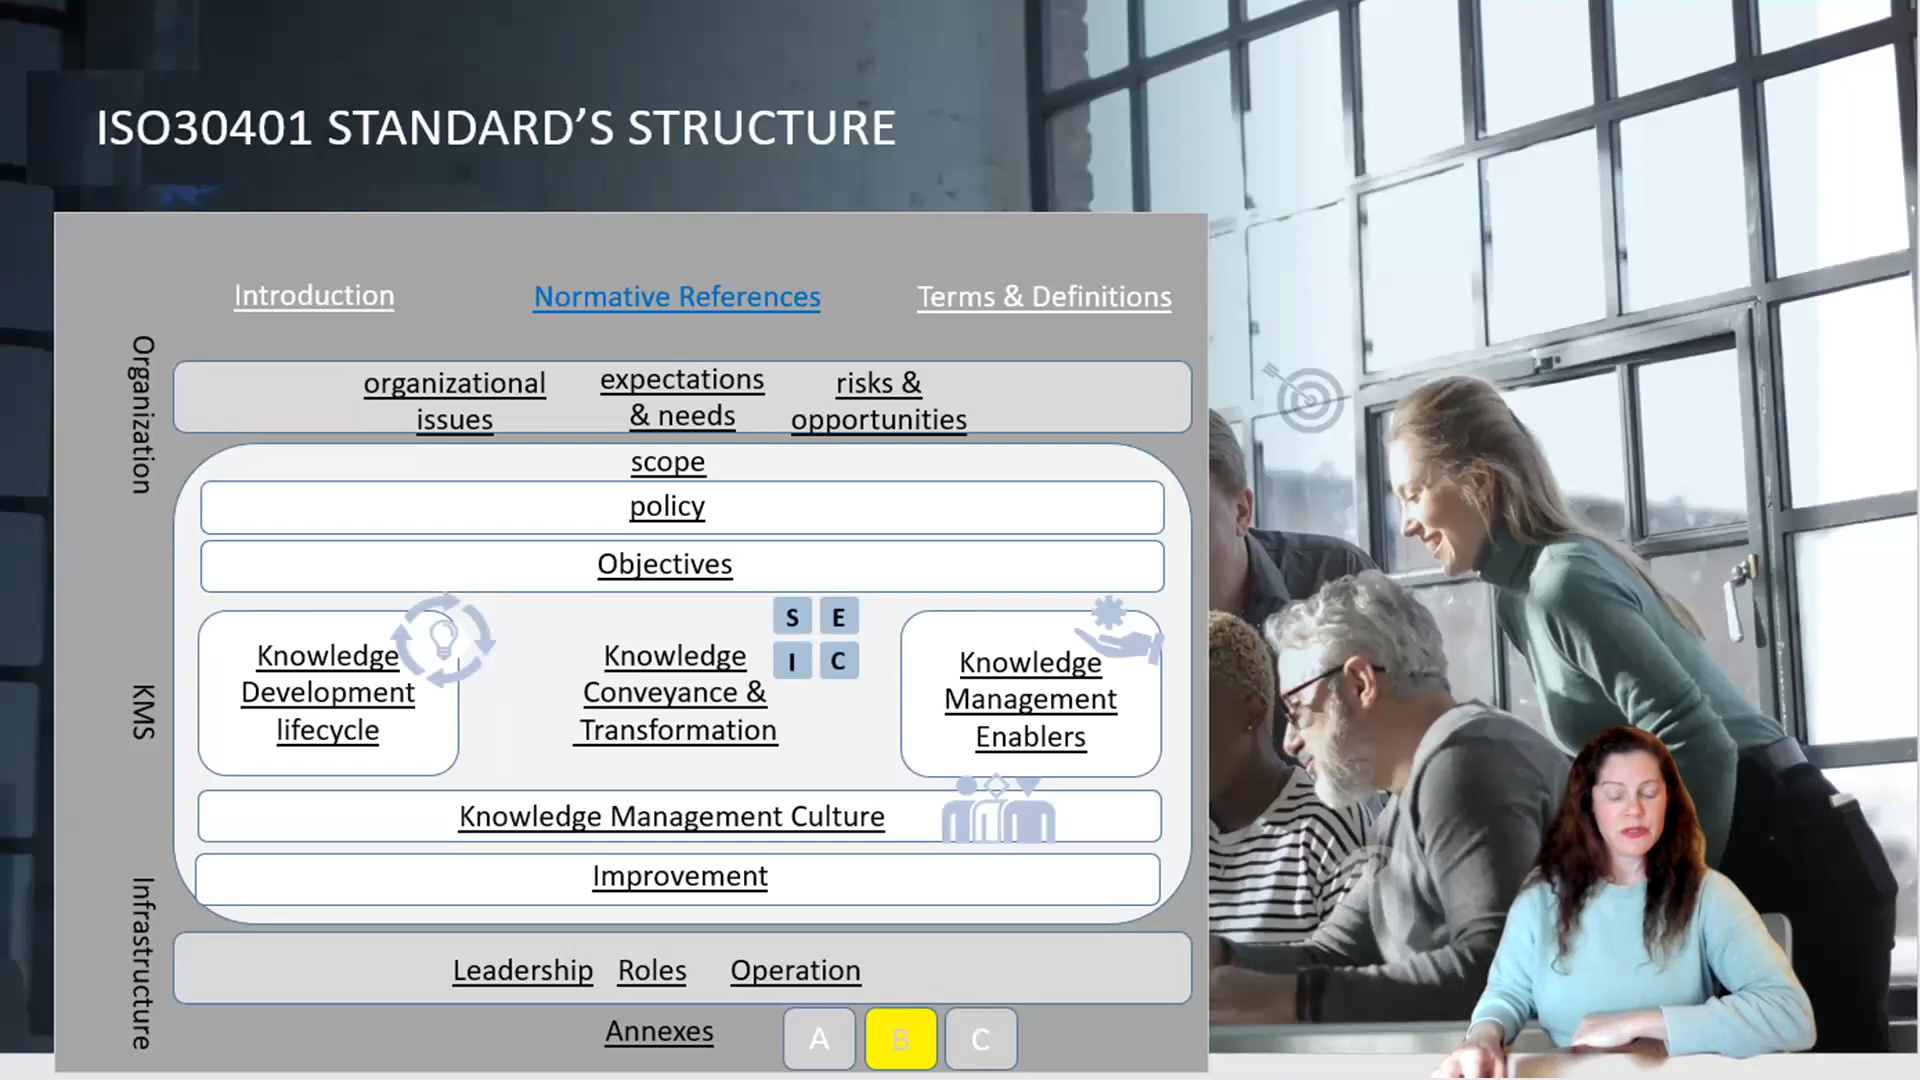 ISO30401 STANDARD’S STRUCTURE
Introduction
Normative References
Terms & Definitions
Organization
organizational
issues
expectations
& needs
risks &
opportunities
scope
policy
Objectives
KMS
Knowledge
Development
lifecycle
Knowledge
Conveyance &
Transformation
S E
I C
Knowledge
Management
Enablers
Knowledge Management Culture
Improvement
Infrastructure
Leadership Roles Operation
Annexes A B C